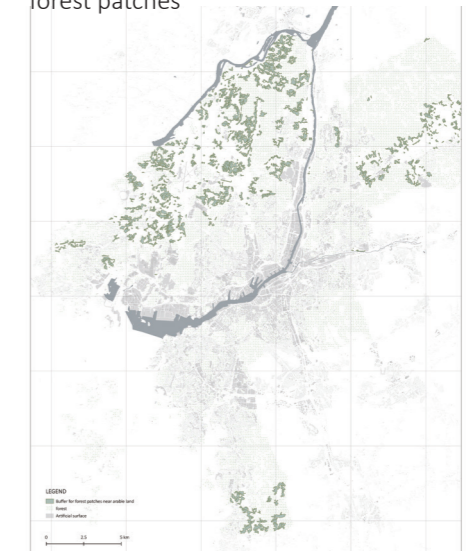 forest patches
LEGEND
Buffer for forest patches near arable land
forest
Artificial surface
0 2.5 5 km